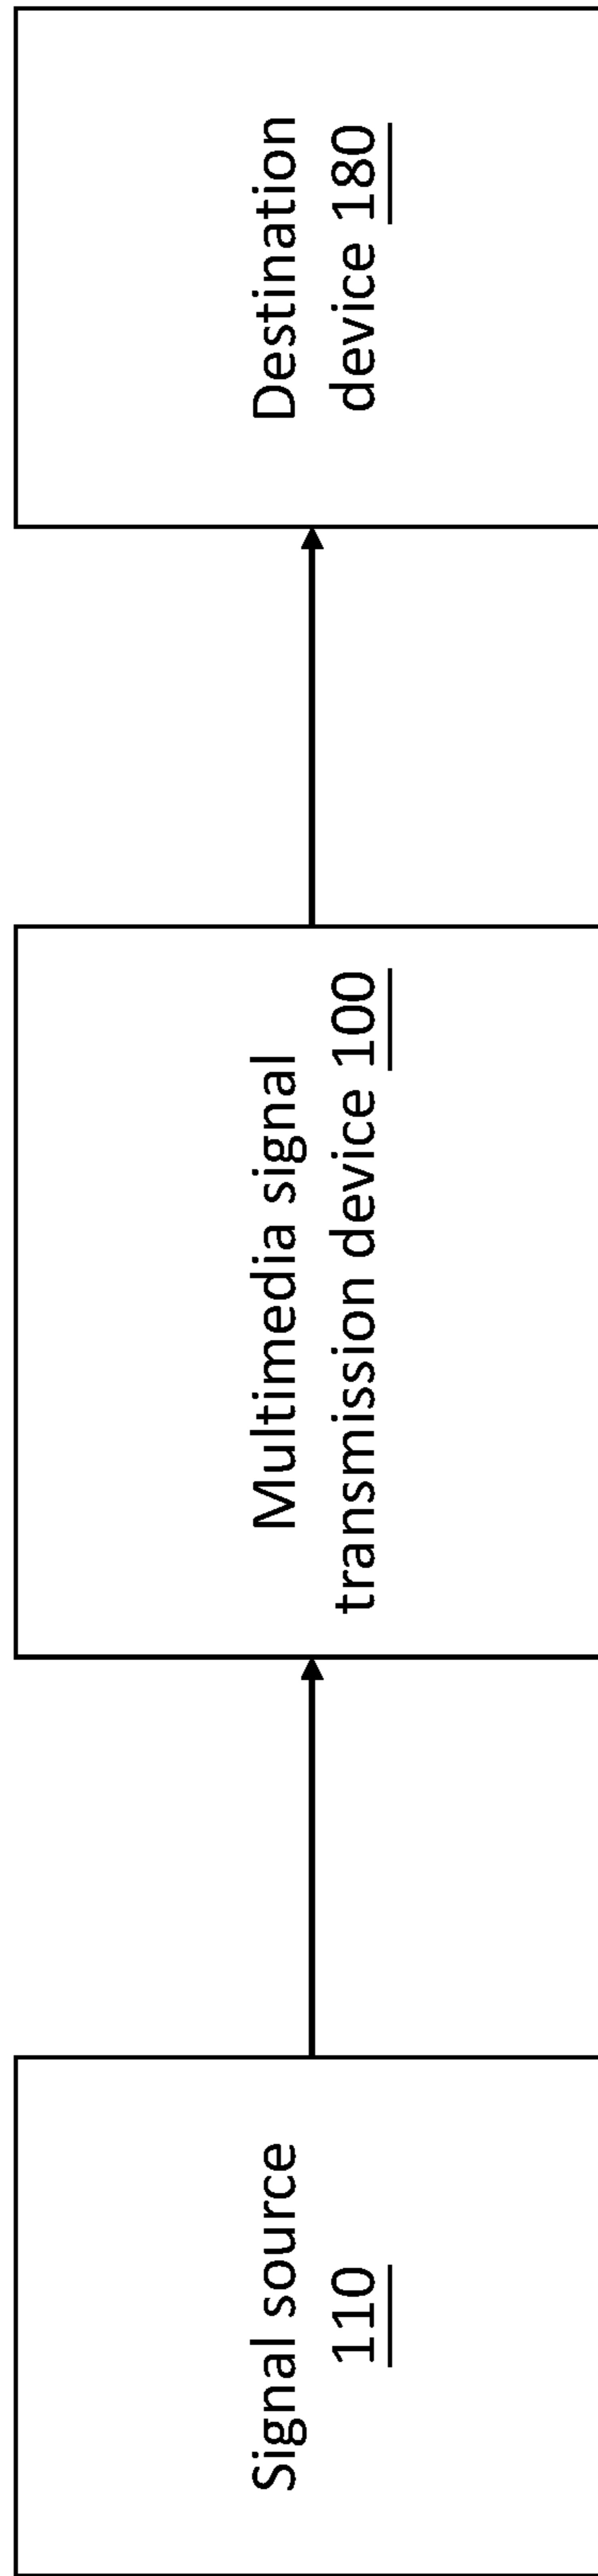 Signal source
110
Multimedia signal
transmission device 100
Destination
device 180